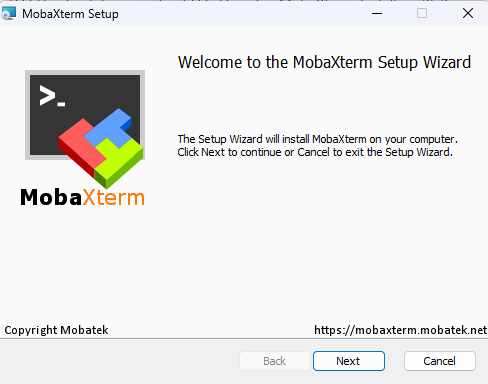 MobaXterm Setup
Welcome to the MobaXterm Setup Wizard
>_
MobaXterm
The Setup Wizard will install MobaXterm on your computer.
Click Next to continue or Cancel to exit the Setup Wizard.
Copyright Mobatek
https://mobaxterm.mobatek.net
Back
Next
Cancel